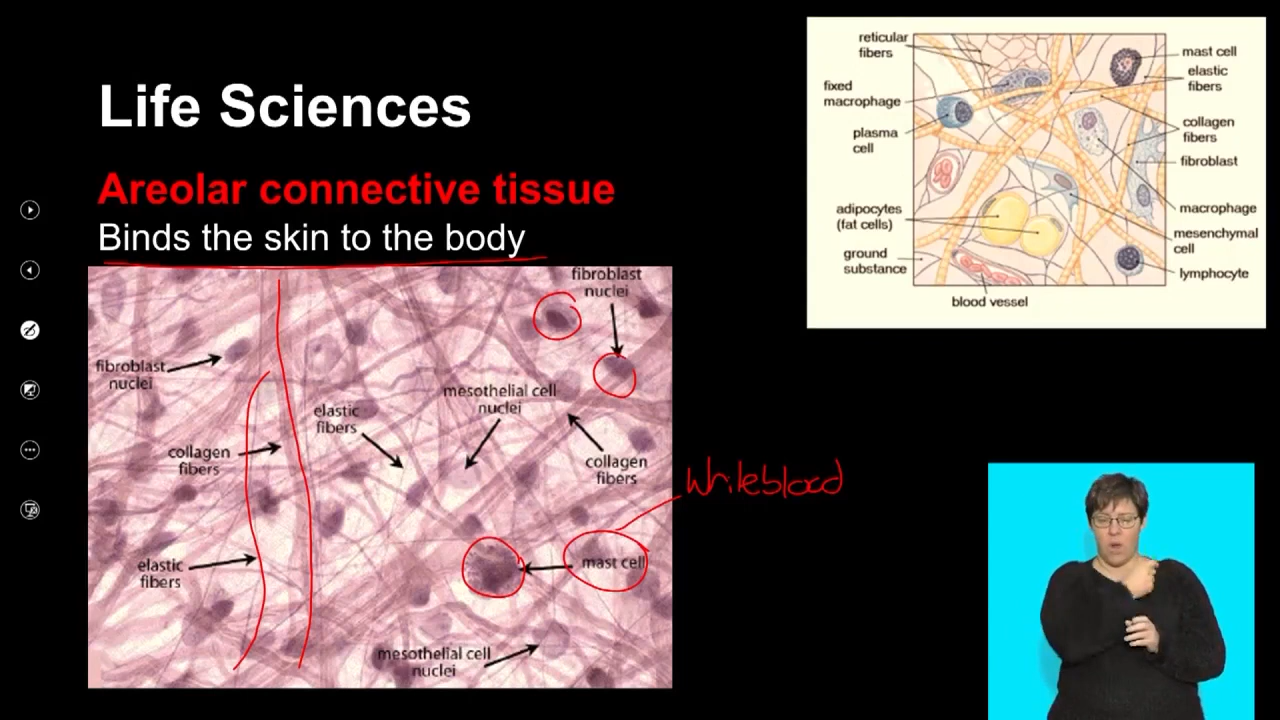 Life Sciences
Areolar connective tissue
Binds the skin to the body
fibroblast
nuclei
fibroblast
nuclei
mesothelial cell
nuclei
elastic
fibers
collagen
fibers
collagen
fibers
elastic
fibers
mast cell
mesothelial cell
nuclei
Whiteblood
reticular
fibers
fixed
macrophage
plasma
cell
adipocytes
(fat cells)
ground
substance
blood vessel
mast cell
elastic
fibers
collagen
fibers
fibroblast
macrophage
mesenchymal
cell
lymphocyte